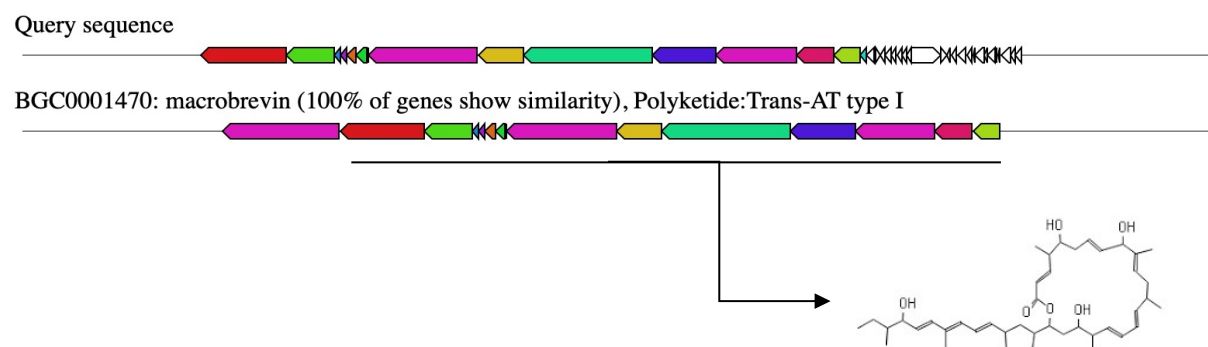 Query sequence
BGC0001470: macrobrevin (100% of genes show similarity), Polyketide:Trans-AT type I
HO
OH
OH
O
O
OH